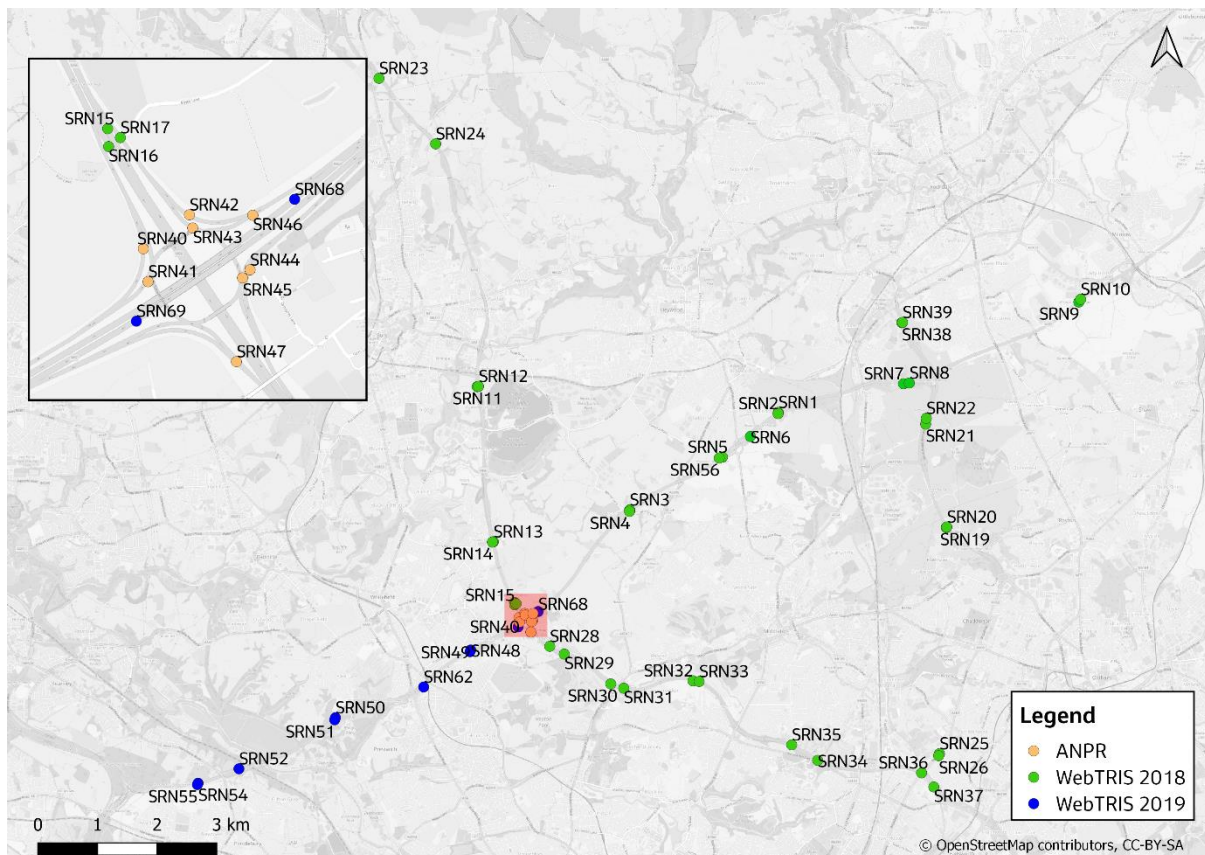 SRN23
SRN24
SRN15
SRN17
SRN16
SRN68
SRN42
SRN46
SRN43
SRN40
SRN44
SRN41
SRN45
SRN69
SRN47
SRN10
SRN9
SRN39
SRN38
SRN12
SRN11
SRN7
SRN8
SRN2
SRN1
SRN22
SRN6
SRN21
SRN5
SRN56
SRN3
SRN4
SRN20
SRN19
SRN13
SRN14
SRN15
SRN68
SRN40
SRN28
SRN49
SRN48
SRN29
SRN62
SRN32
SRN33
SRN30
SRN31
SRN50
SRN51
SRN35
SRN34
SRN25
SRN36
SRN26
SRN37
SRN52
SRN55
SRN54
Legend
ANPR
WebTRIS 2018
WebTRIS 2019
0 1 2 3 km
© OpenStreetMap contributors, CC-BY-SA